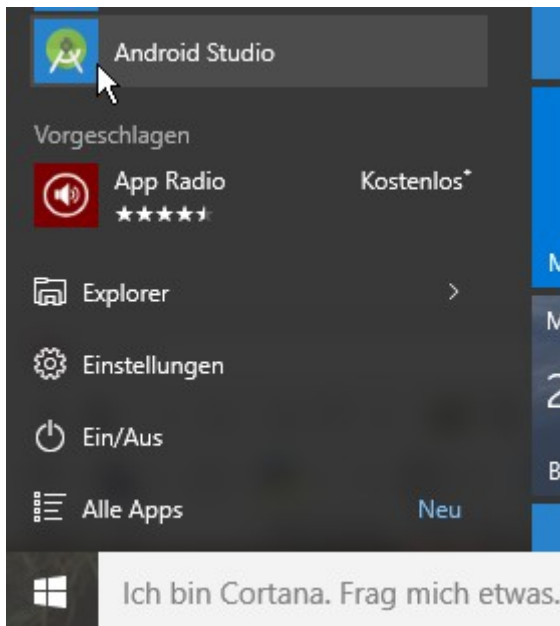 Android Studio
Vorgeschlagen
App Radio Kostenlos*
Explorer
Einstellungen
Ein/Aus
Alle Apps Neu
Ich bin Cortana. Frag mich etwas.
M
M
2
B